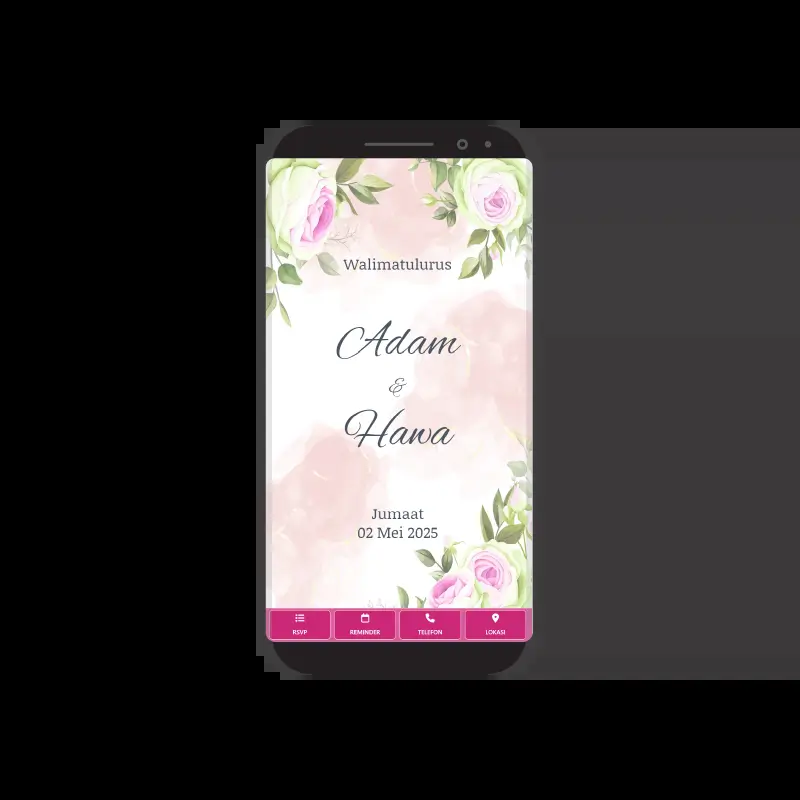 Walimatulurus
Adam
&
Hawa
Jumaat
02 Mei 2025
RSVP
REMINDER
TELEFON
LOKASI